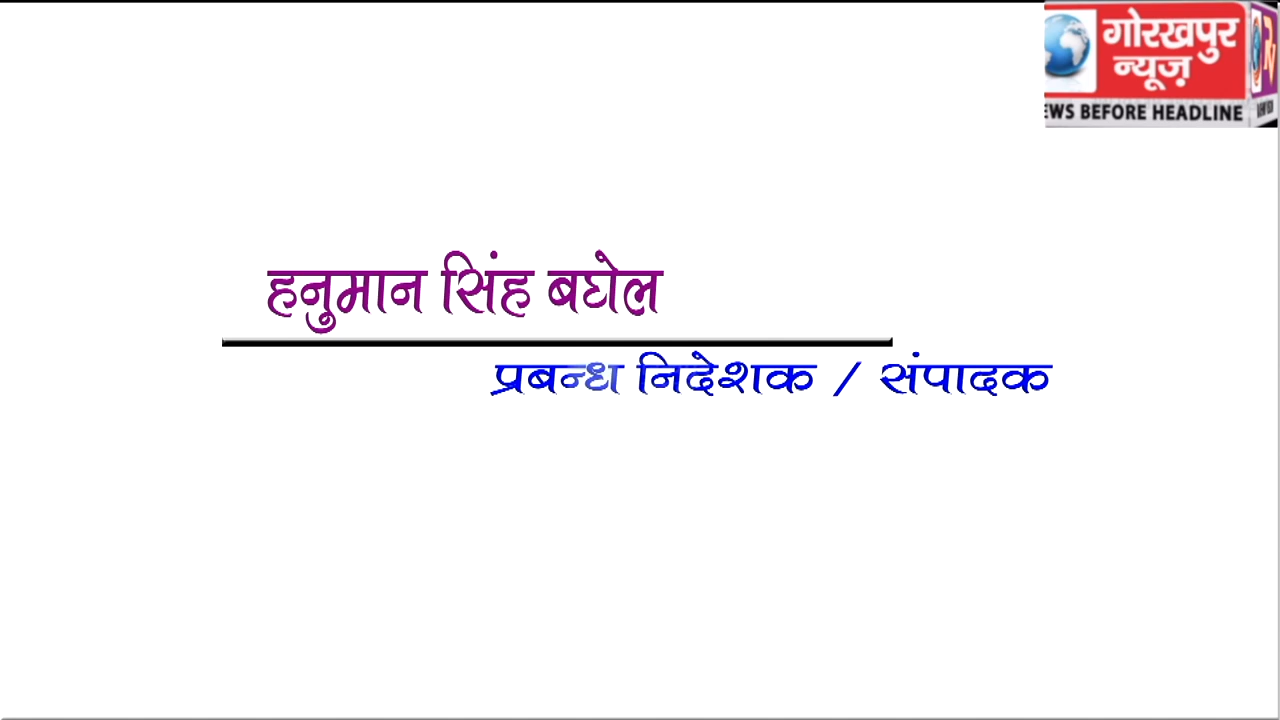 गोरखपुर
न्यूज़
EWS BEFORE HEADLINE
हनुमान सिंह बघेल
प्रबन्ध निदेशक / संपादक